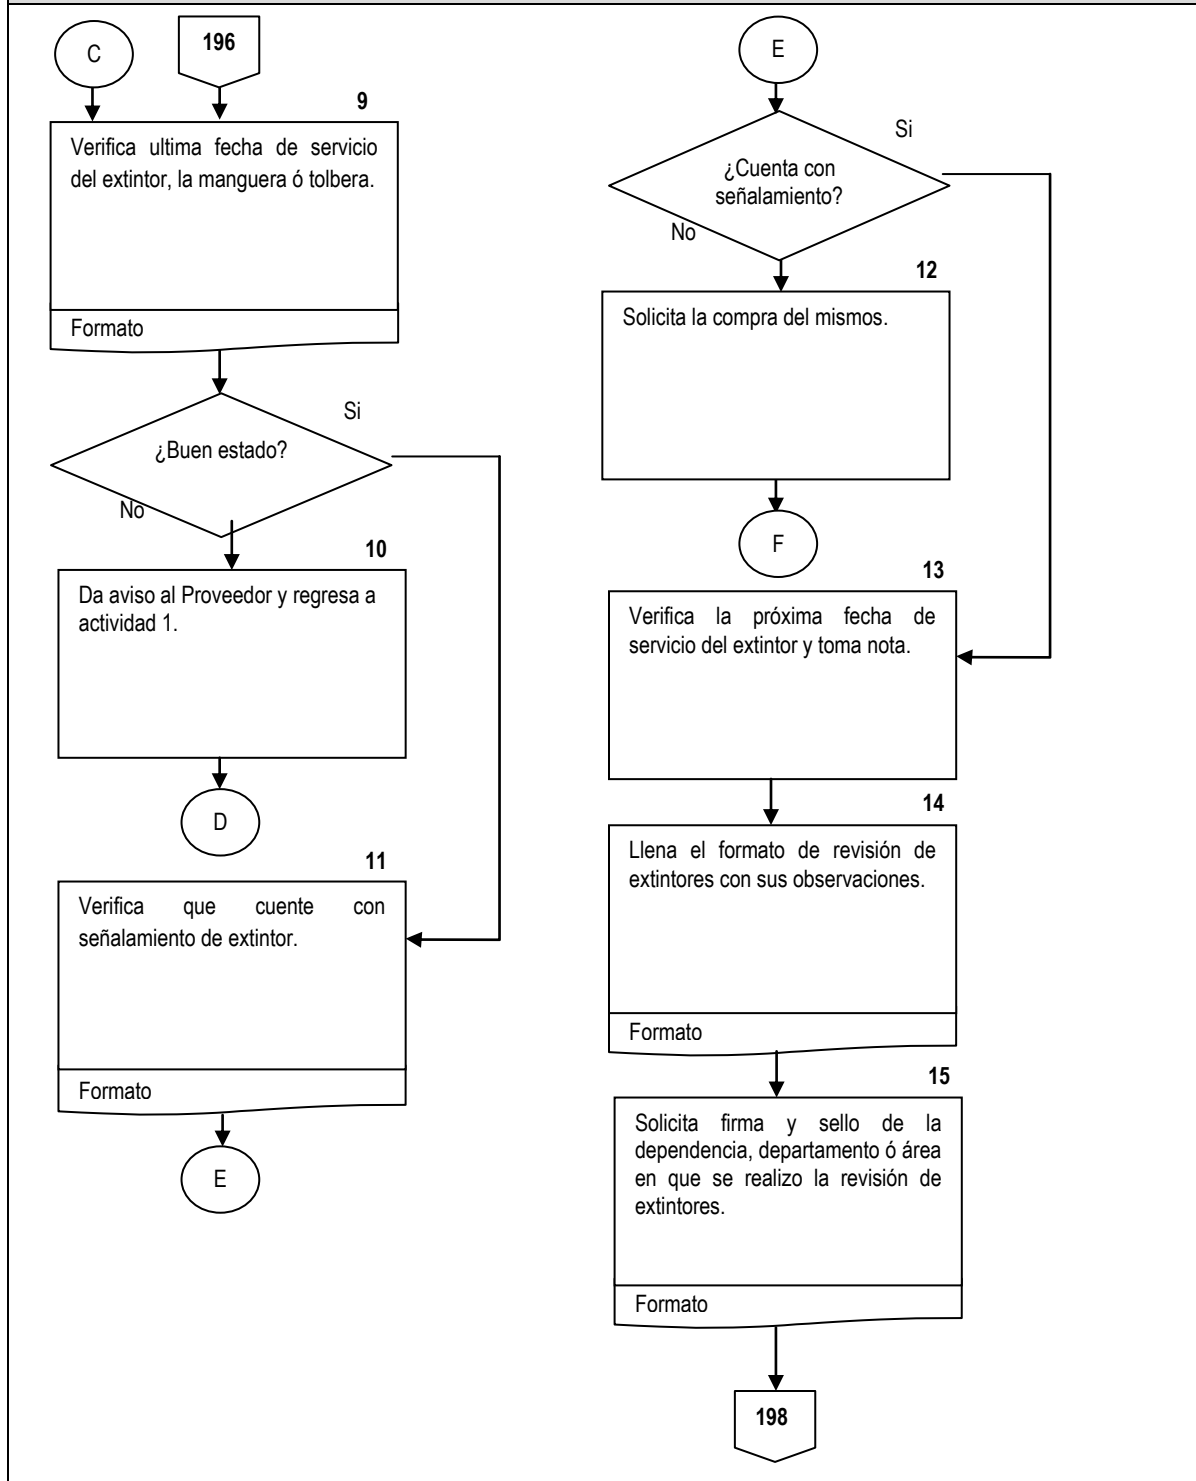 C
196
9
Verifica ultima fecha de servicio
del extintor, la manguera ó tolbera.
Formato
Si
¿Buen estado?
No
10
Da aviso al Proveedor y regresa a
actividad 1.
D
11
Verifica que cuente con
señalamiento de extintor.
Formato
E
E
Si
¿Cuenta con
señalamiento?
No
12
Solicita la compra del mismos.
F
13
Verifica la próxima fecha de
servicio del extintor y toma nota.
14
Llena el formato de revisión de
extintores con sus observaciones.
Formato
15
Solicita firma y sello de la
dependencia, departamento ó área
en que se realizo la revisión de
extintores.
Formato
198